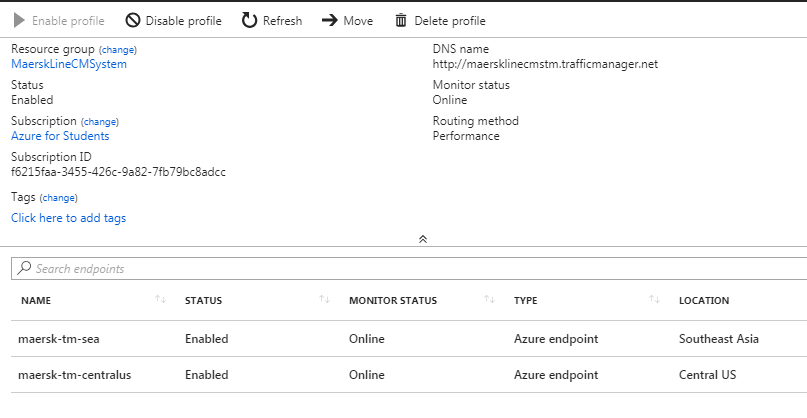 Enable profile Disable profile Refresh Move Delete profile
Resource group (change)
MaerskLineCMSystem
Status
Enabled
Subscription (change)
Azure for Students
Subscription ID
f6215faa-3455-426c-9a82-7fb79bc8adcc
Tags (change)
Click here to add tags
DNS name
http://maersklinecmstm.trafficmanager.net
Monitor status
Online
Routing method
Performance
Search endpoints
NAME STATUS MONITOR STATUS TYPE LOCATION
maersk-tm-sea Enabled Online Azure endpoint Southeast Asia
maersk-tm-centralus Enabled Online Azure endpoint Central US